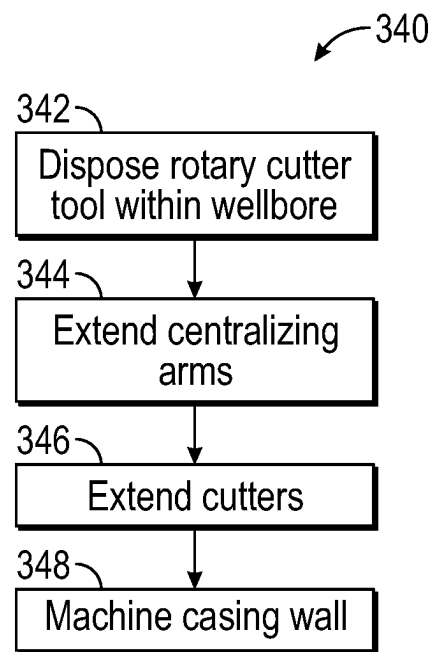 340
342
Dispose rotary cutter
tool within wellbore
344
Extend centralizing
arms
346
Extend cutters
348
Machine casing wall